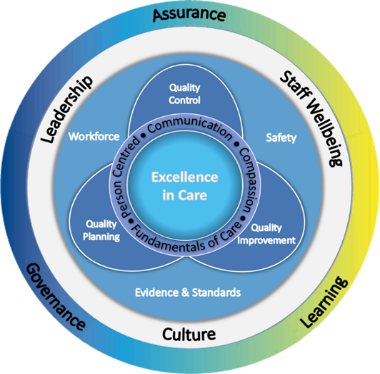 Assurance
Leadership
Staff Wellbeing
Quality
Control
Workforce
Safety
Person Centred • Communication • Compassion • Fundamentals of Care •
Excellence
in Care
Quality
Planning
Quality
Improvement
Evidence & Standards
Governance
Learning
Culture